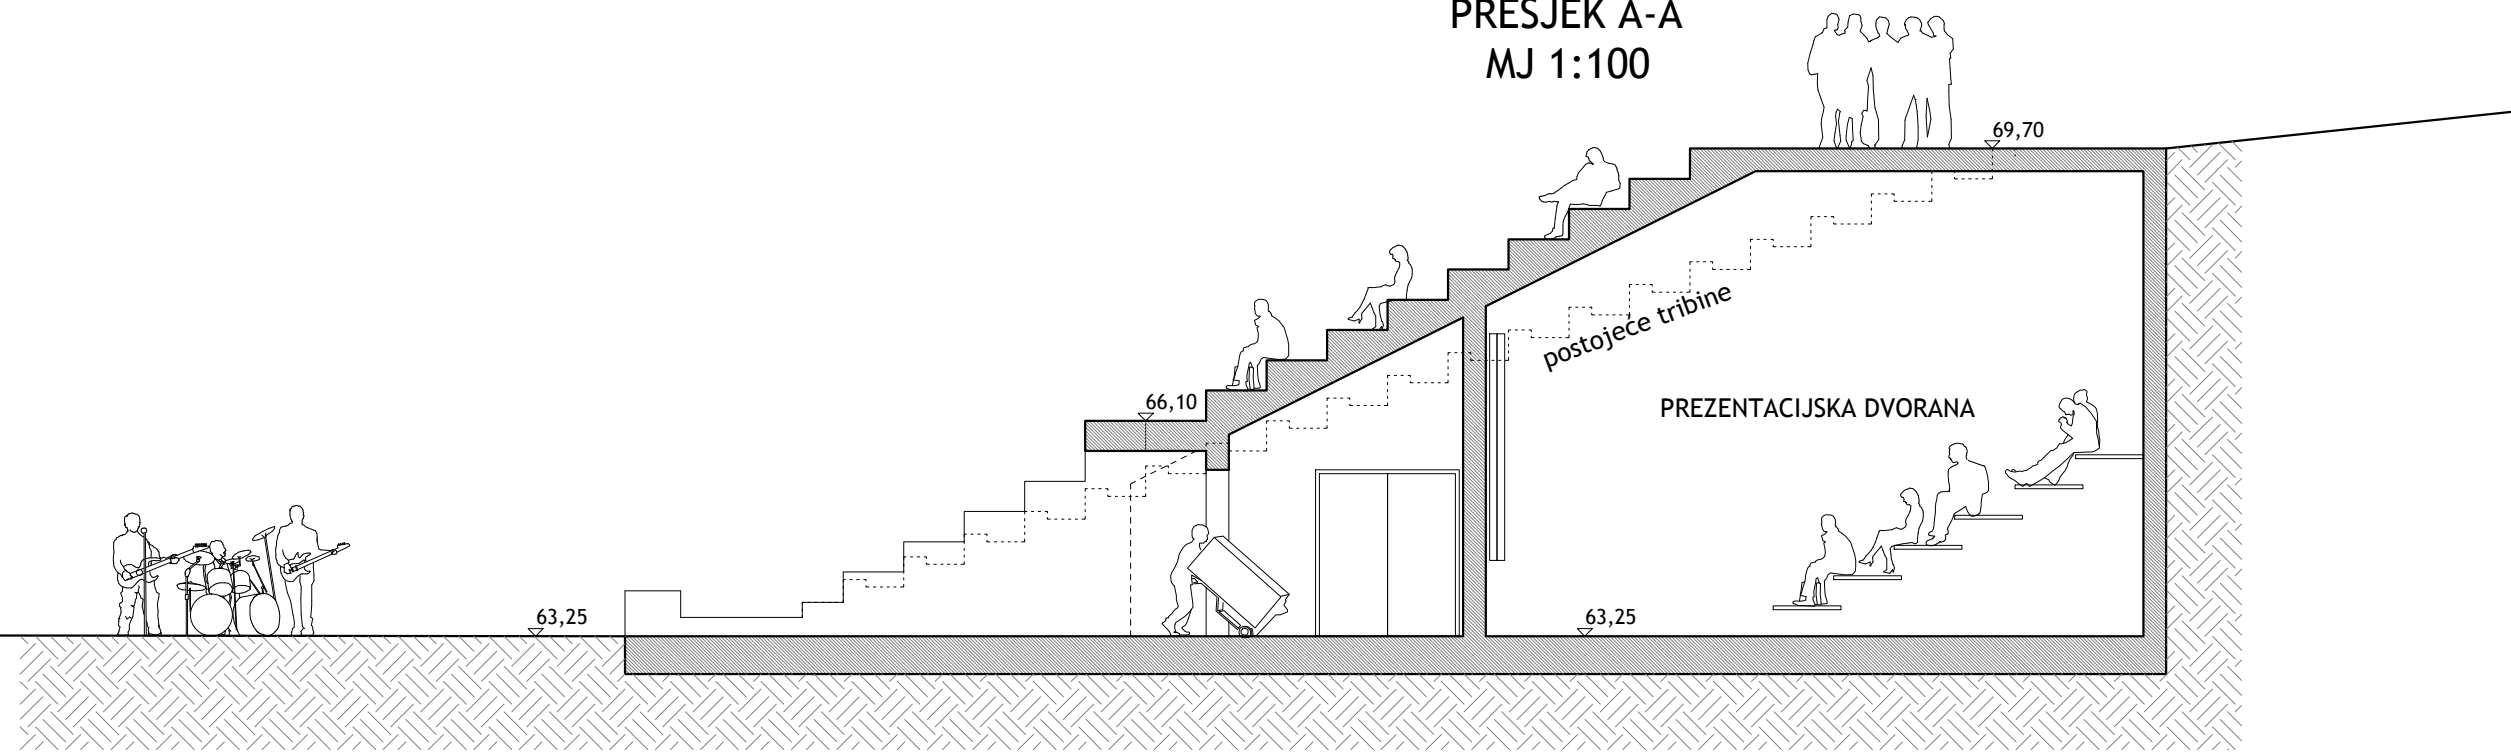 PRESJEK A-A
MJ 1:100
69,70
postojece tribine
66,10
PREZENTACIJSKA DVORANA
63,25
63,25